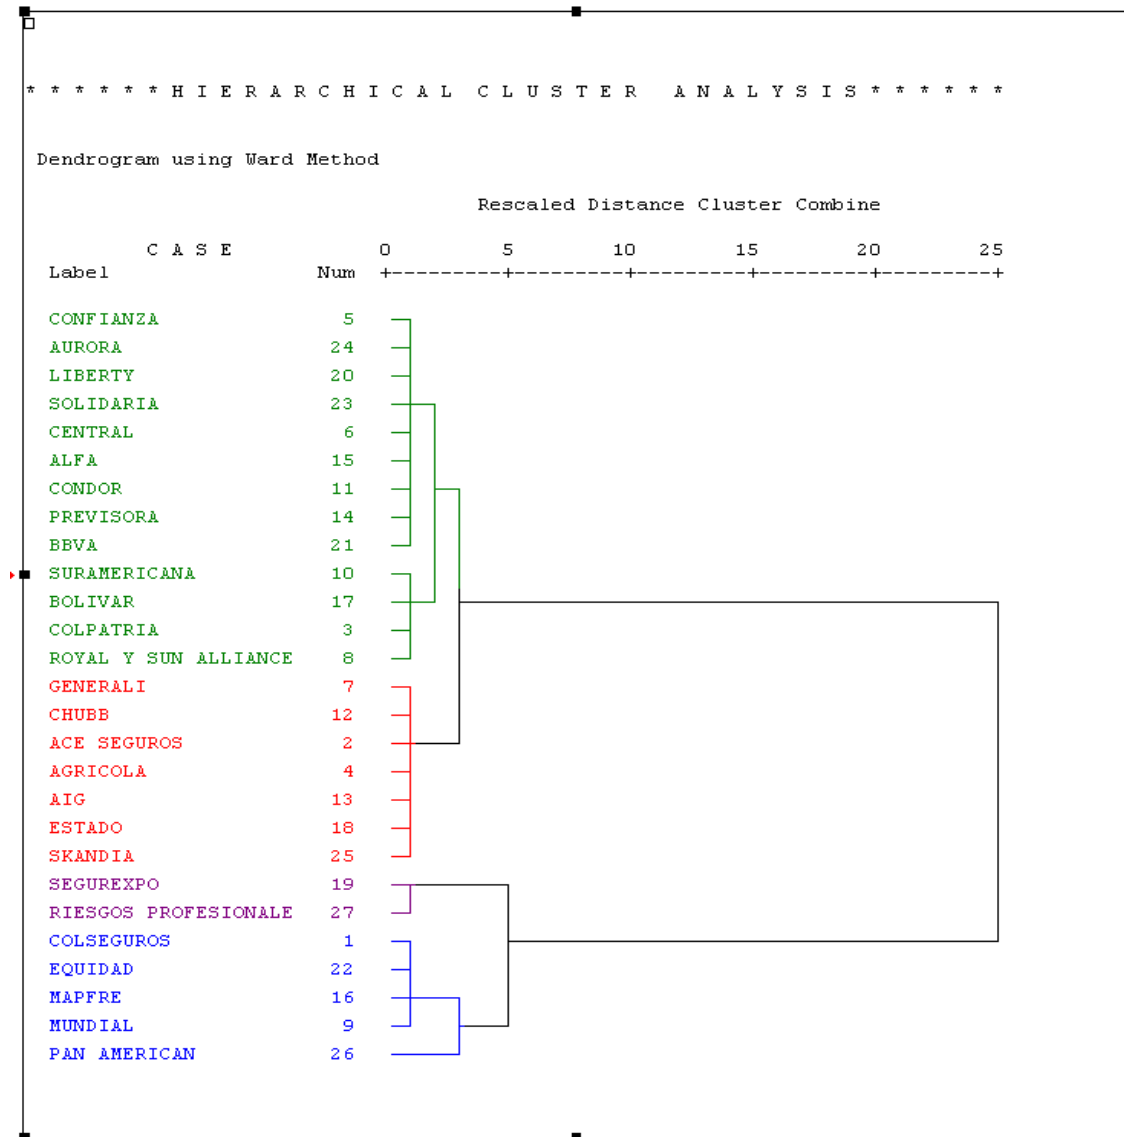 * * * * * * H I E R A R C H I C A L  C L U S T E R   A N A L Y S I S * * * * * *
Dendrogram using Ward Method
Rescaled Distance Cluster Combine
C A S E 0 5 10 15 20 25
Label Num +---------+---------+---------+---------+---------+
CONFIANZA 5
AURORA 24
LIBERTY 20
SOLIDARIA 23
CENTRAL 6
ALFA 15
CONDOR 11
PREVISORA 14
BBVA 21
SURAMERICANA 10
BOLIVAR 17
COLPATRIA 3
ROYAL Y SUN ALLIANCE 8
GENERALI 7
CHUBB 12
ACE SEGUROS 2
AGRICOLA 4
AIG 13
ESTADO 18
SKANDIA 25
SEGUREXPO 19
RIESGOS PROFESIONALE 27
COLSEGUROS 1
EQUIDAD 22
MAPFRE 16
MUNDIAL 9
PAN AMERICAN 26